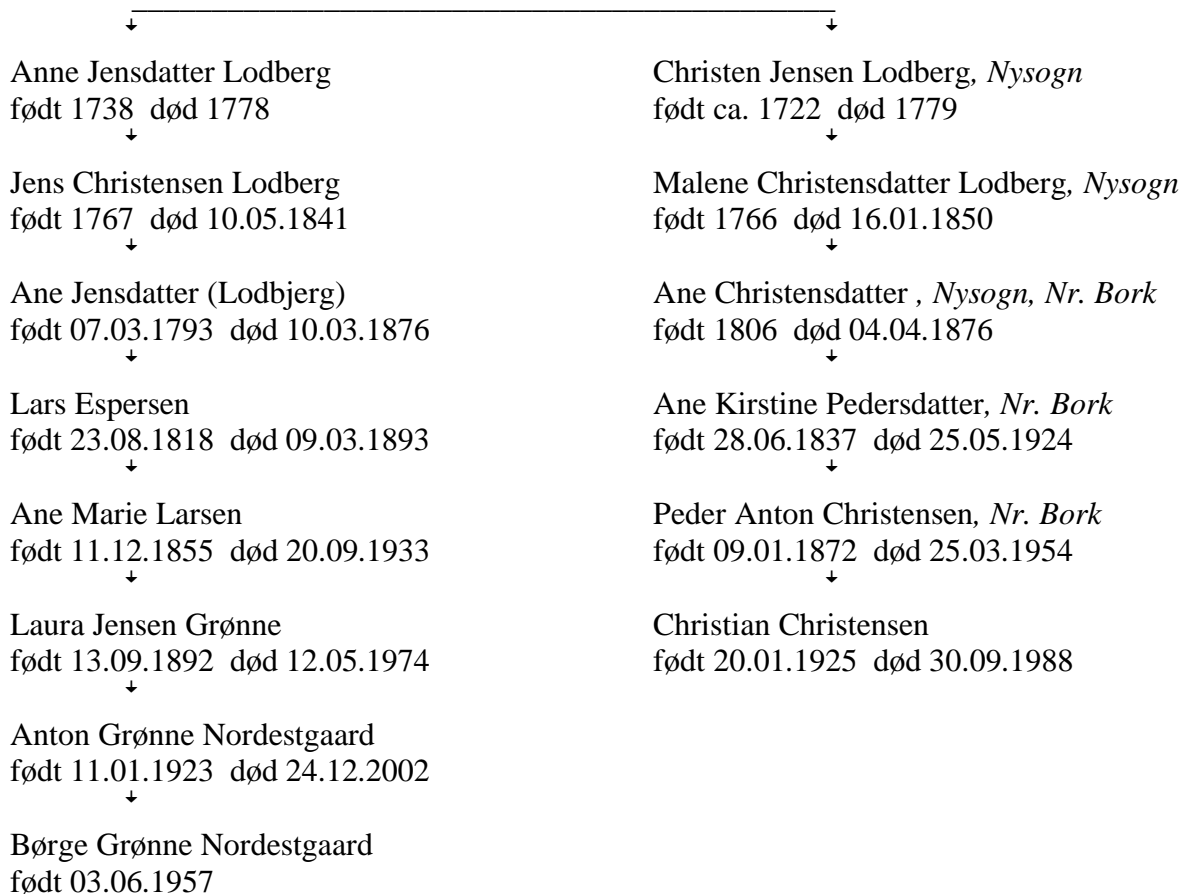 Anne Jensdatter Lodberg
født 1738 død 1778
Jens Christensen Lodberg
født 1767 død 10.05.1841
Ane Jensdatter (Lodbjerg)
født 07.03.1793 død 10.03.1876
Lars Espersen
født 23.08.1818 død 09.03.1893
Ane Marie Larsen
født 11.12.1855 død 20.09.1933
Laura Jensen Grønne
født 13.09.1892 død 12.05.1974
Anton Grønne Nordestgaard
født 11.01.1923 død 24.12.2002
Børge Grønne Nordestgaard
født 03.06.1957
Christen Jensen Lodberg, Nysogn
født ca. 1722 død 1779
Malene Christensdatter Lodberg, Nysogn
født 1766 død 16.01.1850
Ane Christensdatter , Nysogn, Nr. Bork
født 1806 død 04.04.1876
Ane Kirstine Pedersdatter, Nr. Bork
født 28.06.1837 død 25.05.1924
Peder Anton Christensen, Nr. Bork
født 09.01.1872 død 25.03.1954
Christian Christensen
født 20.01.1925 død 30.09.1988